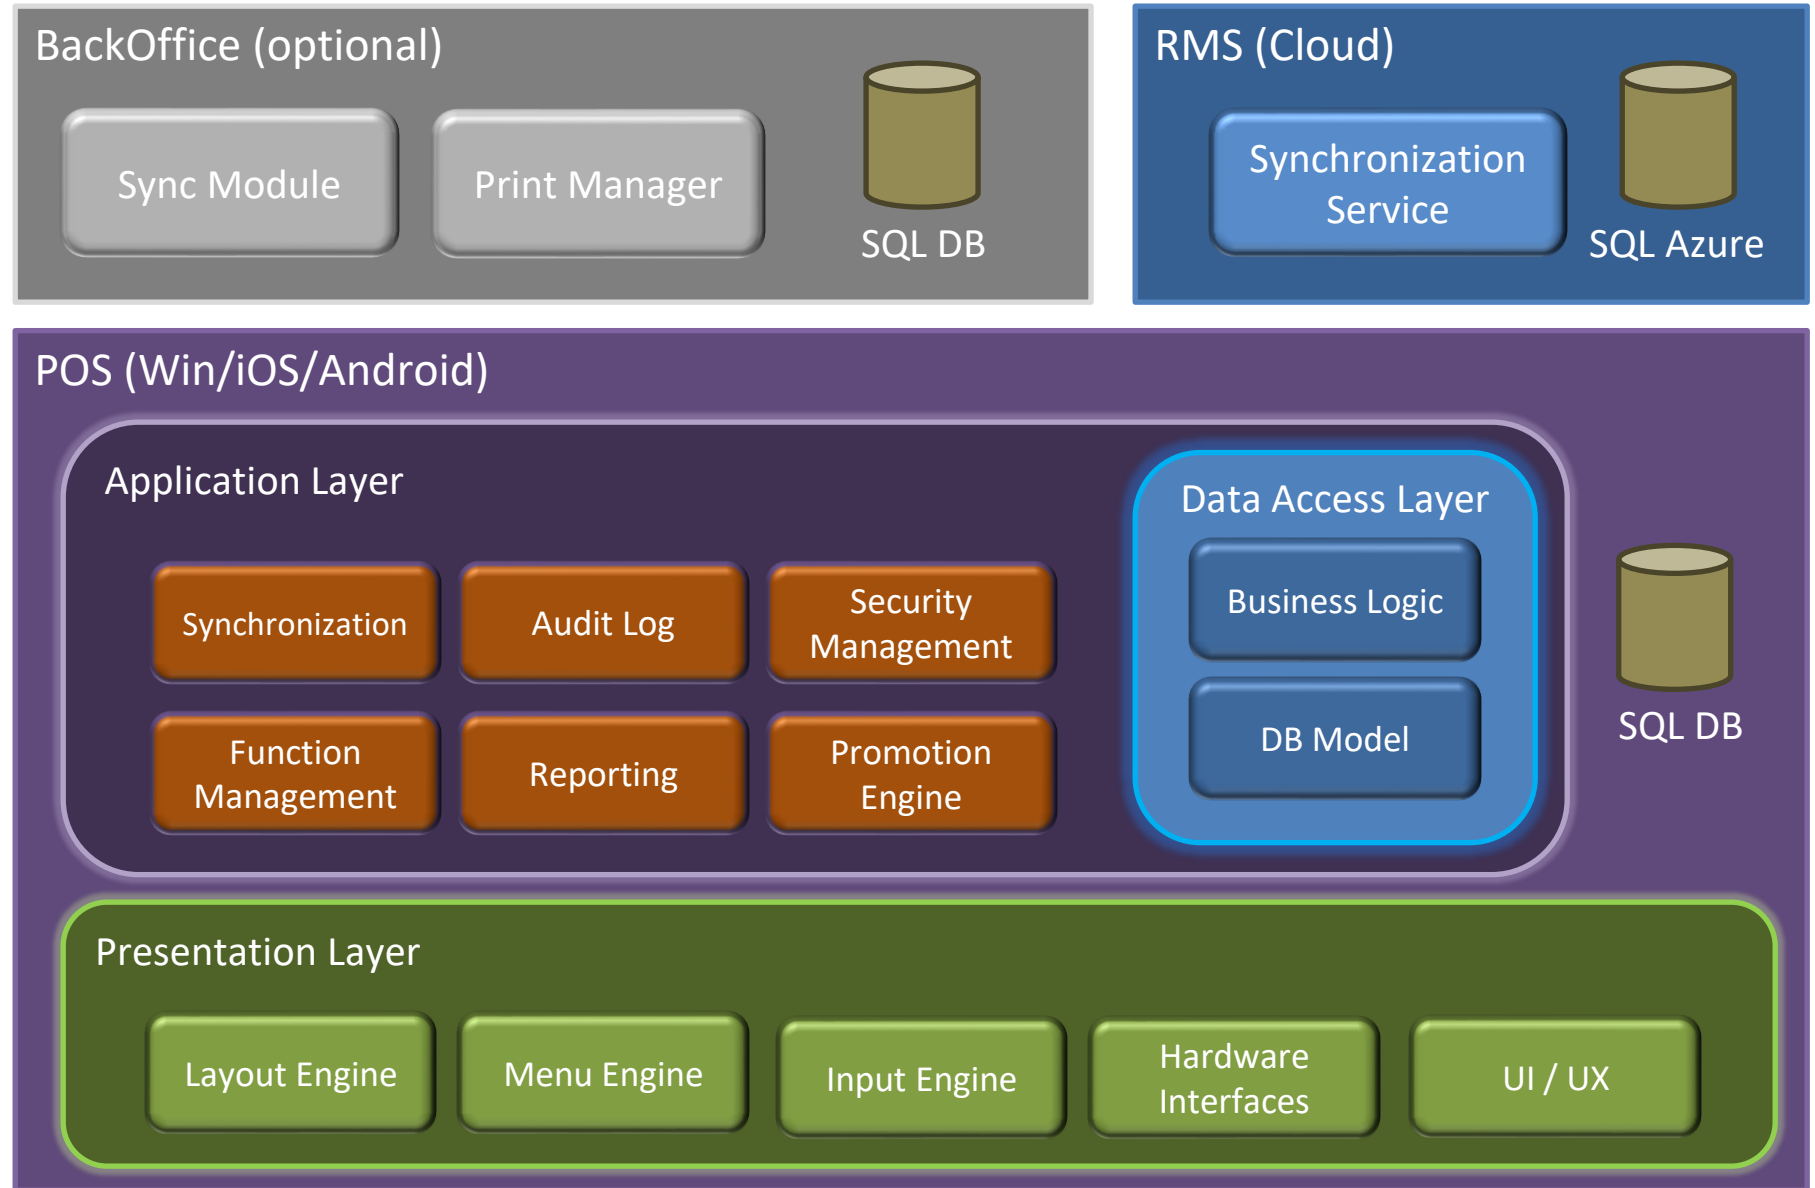 BackOffice (optional)
Sync Module
Print Manager
SQL DB
RMS (Cloud)
Synchronization
Service
SQL Azure
POS (Win/iOS/Android)
Application Layer
Synchronization
Audit Log
Security
Management
Function
Management
Reporting
Promotion
Engine
Data Access Layer
Business Logic
DB Model
SQL DB
Presentation Layer
Layout Engine
Menu Engine
Input Engine
Hardware
Interfaces
UI / UX